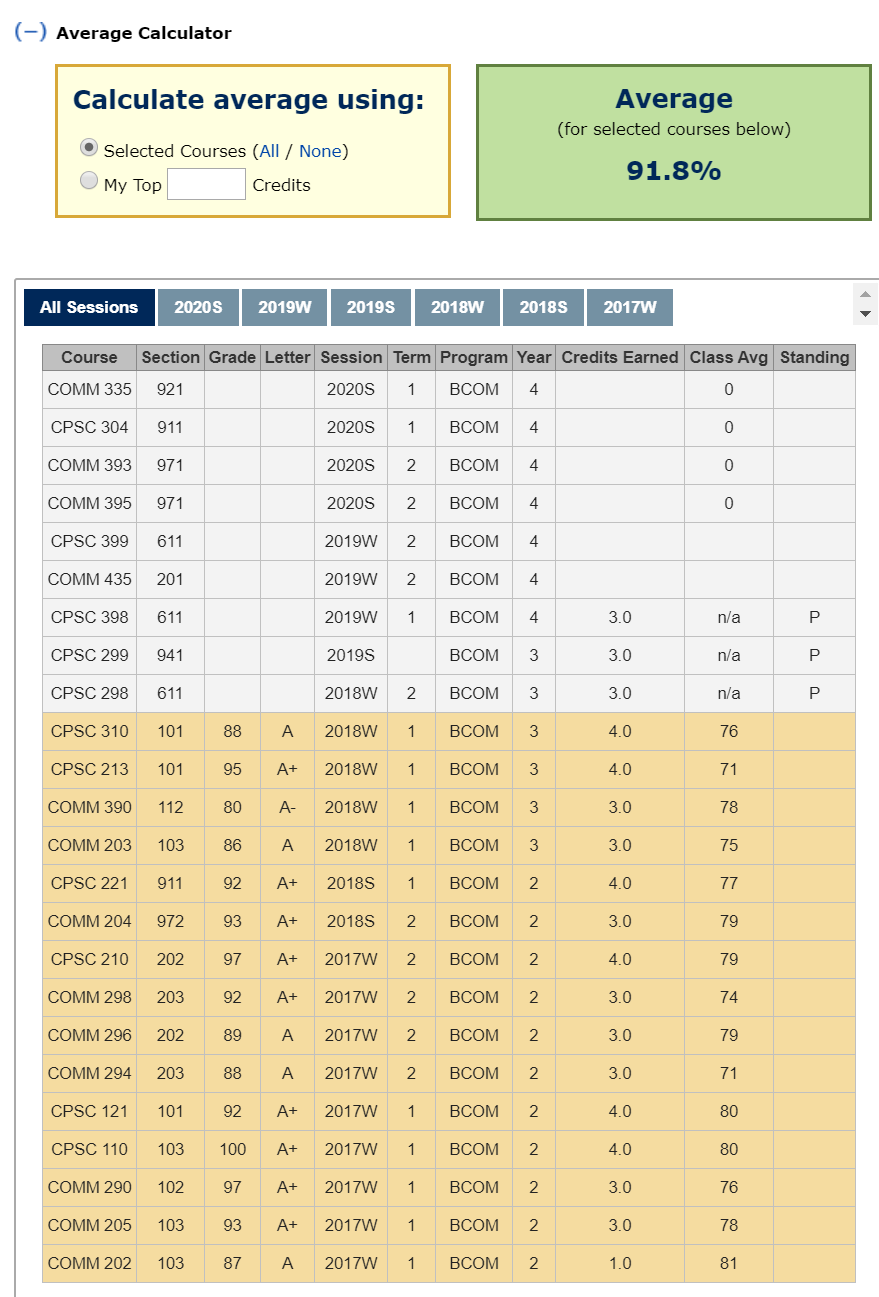 (−) Average Calculator
Calculate average using:
Selected Courses (All / None)
My Top Credits
Average
(for selected courses below)
91.8%
All Sessions 2020S 2019W 2019S 2018W 2018S 2017W
Course Section Grade Letter Session Term Program Year Credits Earned Class Avg Standing
COMM 335 921 2020S 1 BCOM 4 0
CPSC 304 911 2020S 1 BCOM 4 0
COMM 393 971 2020S 2 BCOM 4 0
COMM 395 971 2020S 2 BCOM 4 0
CPSC 399 611 2019W 2 BCOM 4
COMM 435 201 2019W 2 BCOM 4
CPSC 398 611 2019W 1 BCOM 4 3.0 n/a P
CPSC 299 941 2019S BCOM 3 3.0 n/a P
CPSC 298 611 2018W 2 BCOM 3 3.0 n/a P
CPSC 310 101 88 A 2018W 1 BCOM 3 4.0 76
CPSC 213 101 95 A+ 2018W 1 BCOM 3 4.0 71
COMM 390 112 80 A- 2018W 1 BCOM 3 3.0 78
COMM 203 103 86 A 2018W 1 BCOM 3 3.0 75
CPSC 221 911 92 A+ 2018S 1 BCOM 2 4.0 77
COMM 204 972 93 A+ 2018S 2 BCOM 2 3.0 79
CPSC 210 202 97 A+ 2017W 2 BCOM 2 4.0 79
COMM 298 203 92 A+ 2017W 2 BCOM 2 3.0 74
COMM 296 202 89 A 2017W 2 BCOM 2 3.0 79
COMM 294 203 88 A 2017W 2 BCOM 2 3.0 71
CPSC 121 101 92 A+ 2017W 1 BCOM 2 4.0 80
CPSC 110 103 100 A+ 2017W 1 BCOM 2 4.0 80
COMM 290 102 97 A+ 2017W 1 BCOM 2 3.0 76
COMM 205 103 93 A+ 2017W 1 BCOM 2 3.0 78
COMM 202 103 87 A 2017W 1 BCOM 2 1.0 81